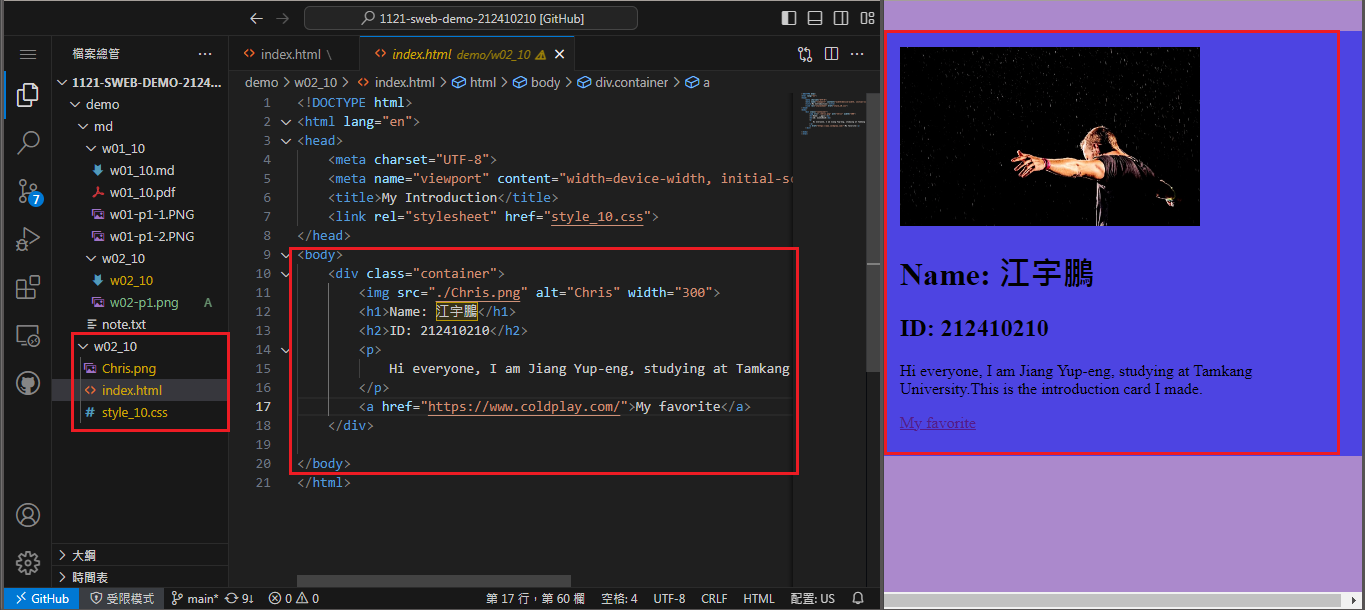 1121-sweb-demo-212410210 [GitHub]
檔案總管
index.html \
index.html demo/w02_10
1121-SWEB-DEMO-2124...
demo
md
w01_10
w01_10.md
w01_10.pdf
w01-p1-1.PNG
w01-p1-2.PNG
w02_10
w02_10
w02-p1.png A
note.txt
w02_10
Chris.png
index.html
style_10.css
大綱
時間表
7
demo > w02_10 > index.html > html > body > div.container > a
1 <!DOCTYPE html>
2 <html lang="en">
3 <head>
4 <meta charset="UTF-8">
5 <meta name="viewport" content="width=device-width, initial-sc
6 <title>My Introduction</title>
7 <link rel="stylesheet" href="style_10.css">
8 </head>
9 <body>
10 <div class="container">
11 <img src="./Chris.png" alt="Chris" width="300">
12 <h1>Name: 江宇鵬</h1>
13 <h2>ID: 212410210</h2>
14 <p>
15 Hi everyone, I am Jiang Yup-eng, studying at Tamkang
16 </p>
17 <a href="https://www.coldplay.com/">My favorite</a>
18 </div>
19
20 </body>
21 </html>
GitHub 受限模式 main* 9↓ 0 0 第 17 行，第 60 欄 空格: 4 UTF-8 CRLF HTML 配置: US
Name: 江宇鵬
ID: 212410210
Hi everyone, I am Jiang Yup-eng, studying at Tamkang
University.This is the introduction card I made.
My favorite